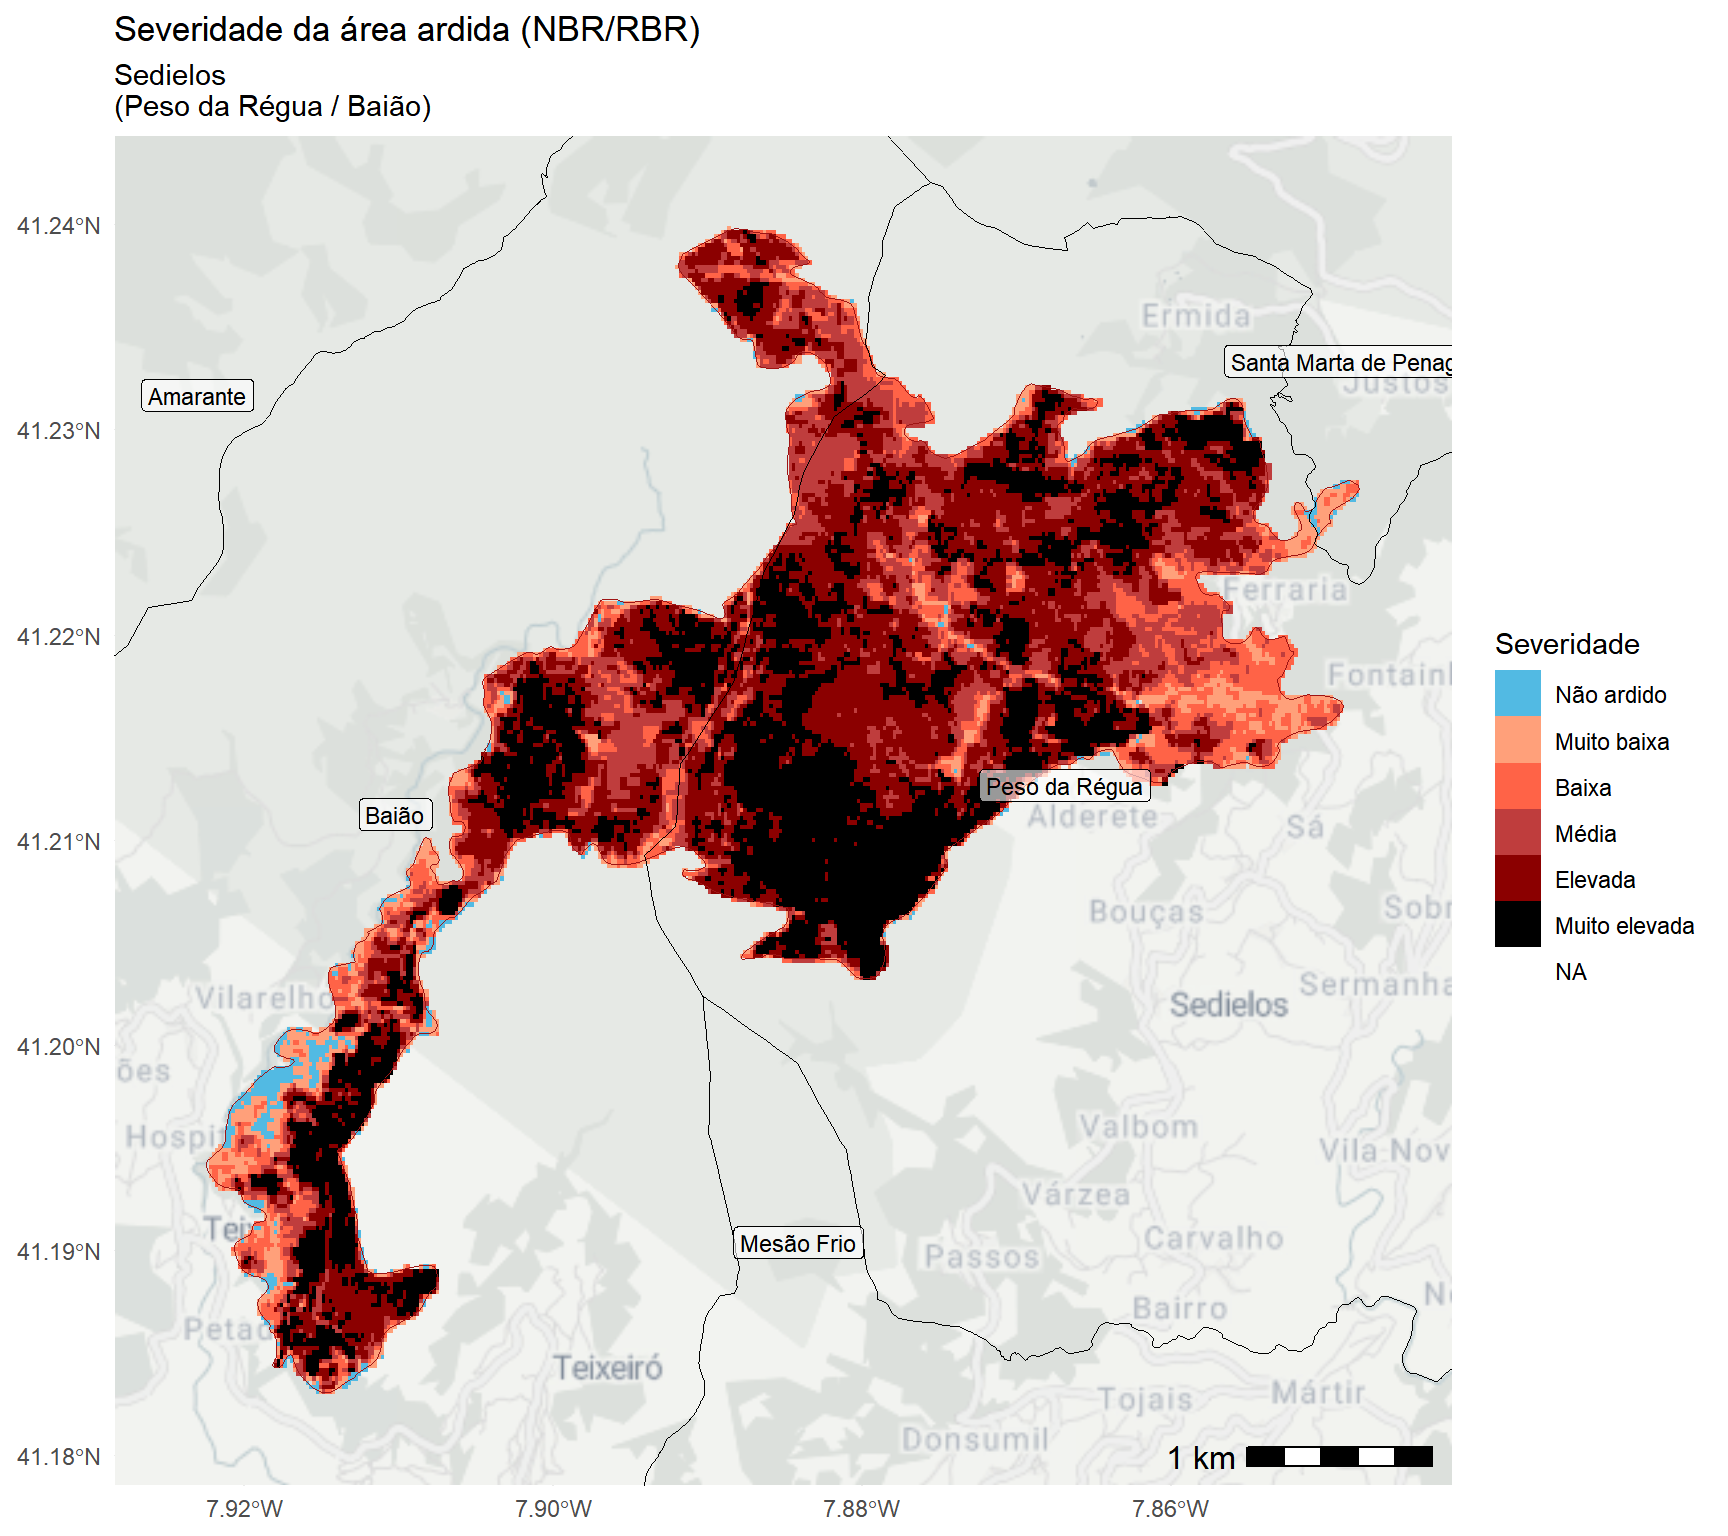 Severidade da área ardida (NBR/RBR)
Sedielos
(Peso da Régua / Baião)
41.24°N
41.23°N
41.22°N
41.21°N
41.20°N
41.19°N
41.18°N
7.92°W
7.90°W
7.88°W
7.86°W
Ermida
Santa Marta de Penag
Justos
Amarante
Ferraria
Fontainl
Peso da Régua
Baião
Alderete
Sá
Bouças
Sobr
Vilarelho
Sermanha
Sedielos
ões
Hospit
Valbom
Vila Nov
Várzea
Teix
Mesão Frio
Passos
Carvalho
Petad
Bairro
N
Teixeiró
Tojais
Mártir
Donsumil
1 km
Severidade
Não ardido
Muito baixa
Baixa
Média
Elevada
Muito elevada
NA